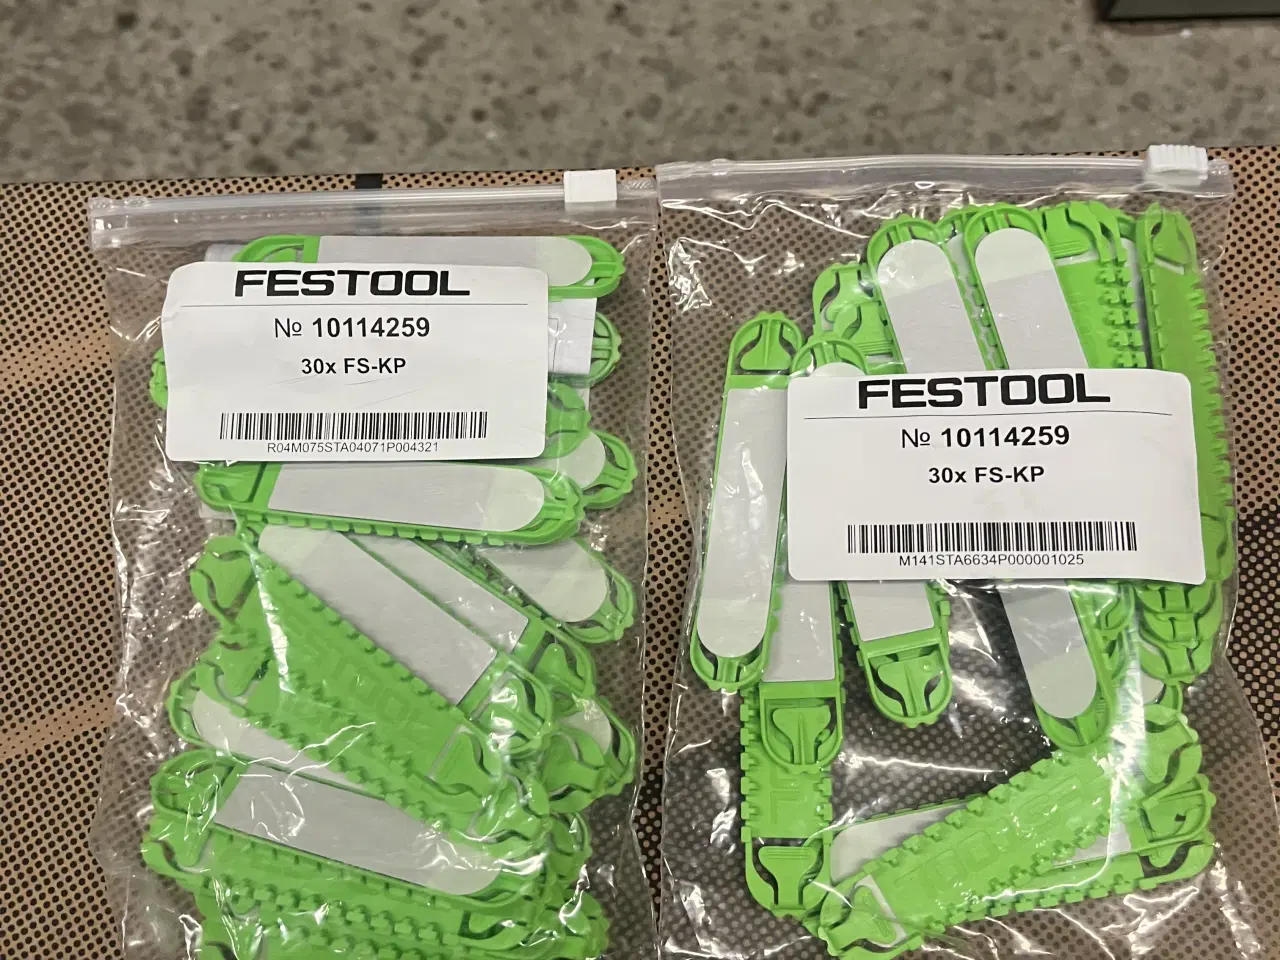 FESTOOL
№ 10114259
30x FS-KP
R04M075STA04071P004321
FESTOOL
№ 10114259
30x FS-KP
M141STA6634P000001025